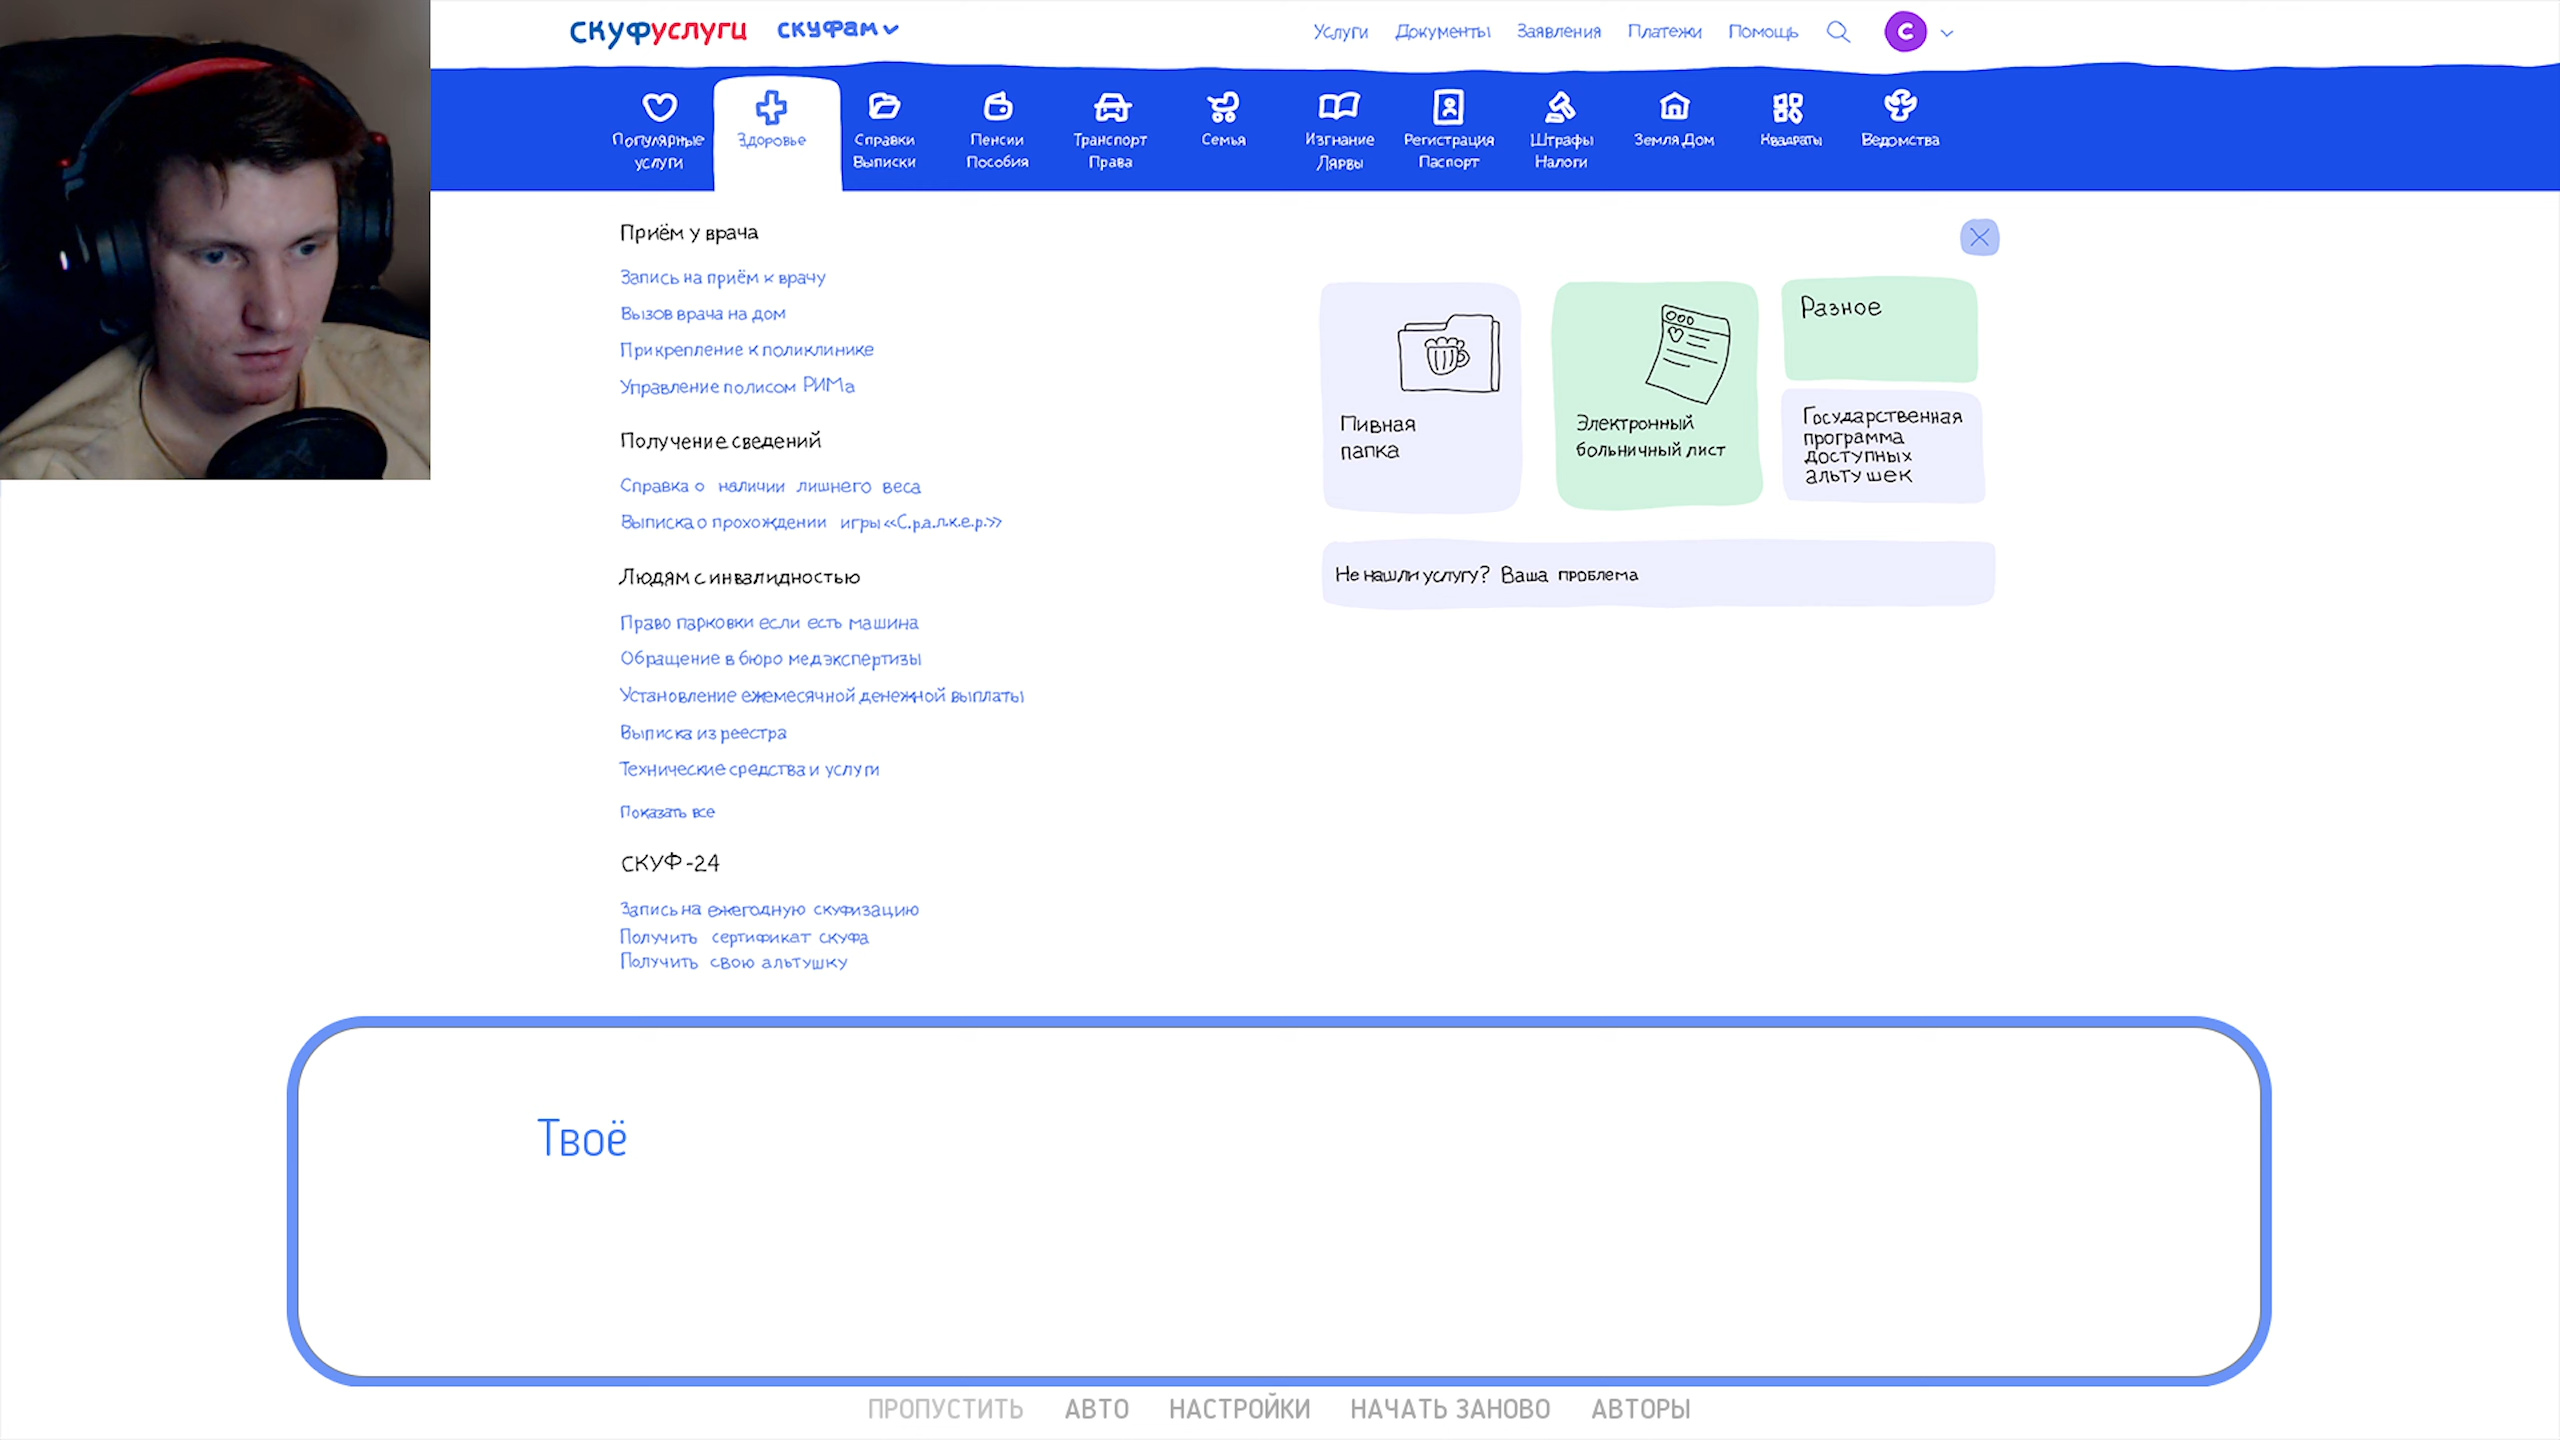 скуфуслуги скуфам
Услуги Документы Заявления Платежи Помощь С
Популярные услуги
Здоровье
Справки Выписки
Пенсии Пособия
Транспорт Права
Семья
Изгнание Лярвы
Регистрация Паспорт
Штрафы Налоги
Земля Дом
Квадраты
Ведомства
Приём у врача
Запись на приём к врачу
Вызов врача на дом
Прикрепление к поликлинике
Управление полисом РИМа
Получение сведений
Справка о наличии лишнего веса
Выписка о прохождении игры «С.р.а.л.к.е.р.»
Людям с инвалидностью
Право парковки если есть машина
Обращение в бюро медэкспертизы
Установление ежемесячной денежной выплаты
Выписка из реестра
Технические средства и услуги
Показать все
СКУФ-24
Запись на ежегодную скуфизацию
Получить сертификат скуфа
Получить свою альтушку
Пивная
папка
Электронный
больничный лист
Разное
Государственная
программа
доступных
альтушек
Не нашли услугу? Ваша проблема
Твоё
ПРОПУСТИТЬ АВТО НАСТРОЙКИ НАЧАТЬ ЗАНОВО АВТОРЫ